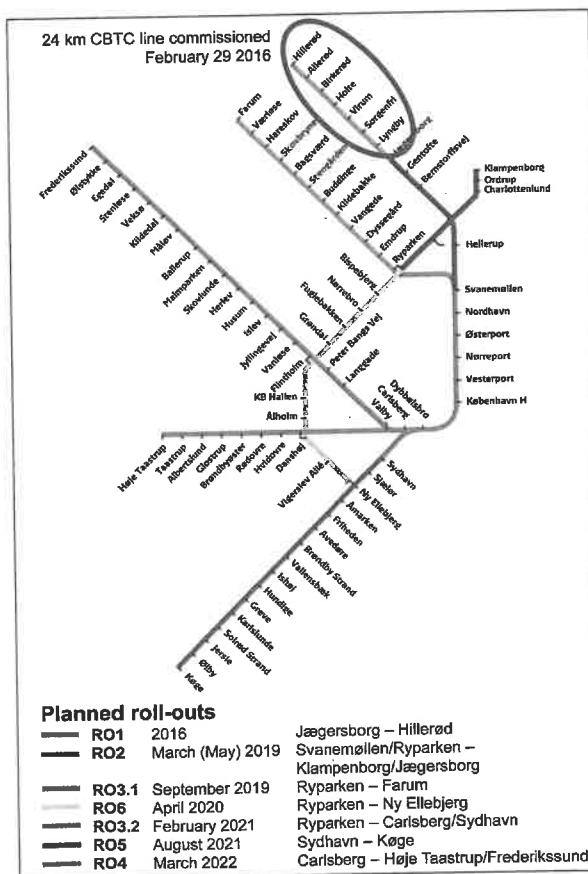 24 km CBTC line commissioned
February 29 2016
Hillerød
Allerød
Birkerød
Holte
Virum
Sorgenfri
Lyngby
Jægersborg
Gentofte
Bernstorffsvej
Klampenborg
Ordrup
Charlottenlund
Hellerup
Farum
Værløse
Hareskov
Skovbrynet
Bagsværd
Stengården
Buddinge
Kildebakke
Vangede
Dyssegård
Emdrup
Ryparken
Svanemøllen
Nordhavn
Østerport
Nørreport
Vesterport
København H
Dybbølsbro
Carlsberg
Valby
Bispebjerg
Nørrebro
Fuglebakken
Grøndal
Peter Bangs Vej
Langgade
Frederikssund
Ølstykke
Egedal
Stenløse
Veksø
Kildedal
Måløv
Ballerup
Malmparken
Skovlunde
Herlev
Husum
Islev
Jyllingevej
Vanløse
Flintholm
KB Hallen
Ålholm
Danshøj
Hvidovre
Rødovre
Brøndbyøster
Glostrup
Albertslund
Taastrup
Høje Taastrup
Vigerslev Allé
Sydhavn
Sjælør
Ny Ellebjerg
Åmarken
Friheden
Avedøre
Brøndby Strand
Vallensbæk
Ishøj
Hundige
Greve
Karlslunde
Solrød Strand
Jersie
Ølby
Køge
Planned roll-outs
RO1 2016 Jægersborg – Hillerød
RO2 March (May) 2019 Svanemøllen/Ryparken –
Klampenborg/Jægersborg
RO3.1 September 2019 Ryparken – Farum
RO6 April 2020 Ryparken – Ny Ellebjerg
RO3.2 February 2021 Ryparken – Carlsberg/Sydhavn
RO5 August 2021 Sydhavn – Køge
RO4 March 2022 Carlsberg – Høje Taastrup/Frederikssund